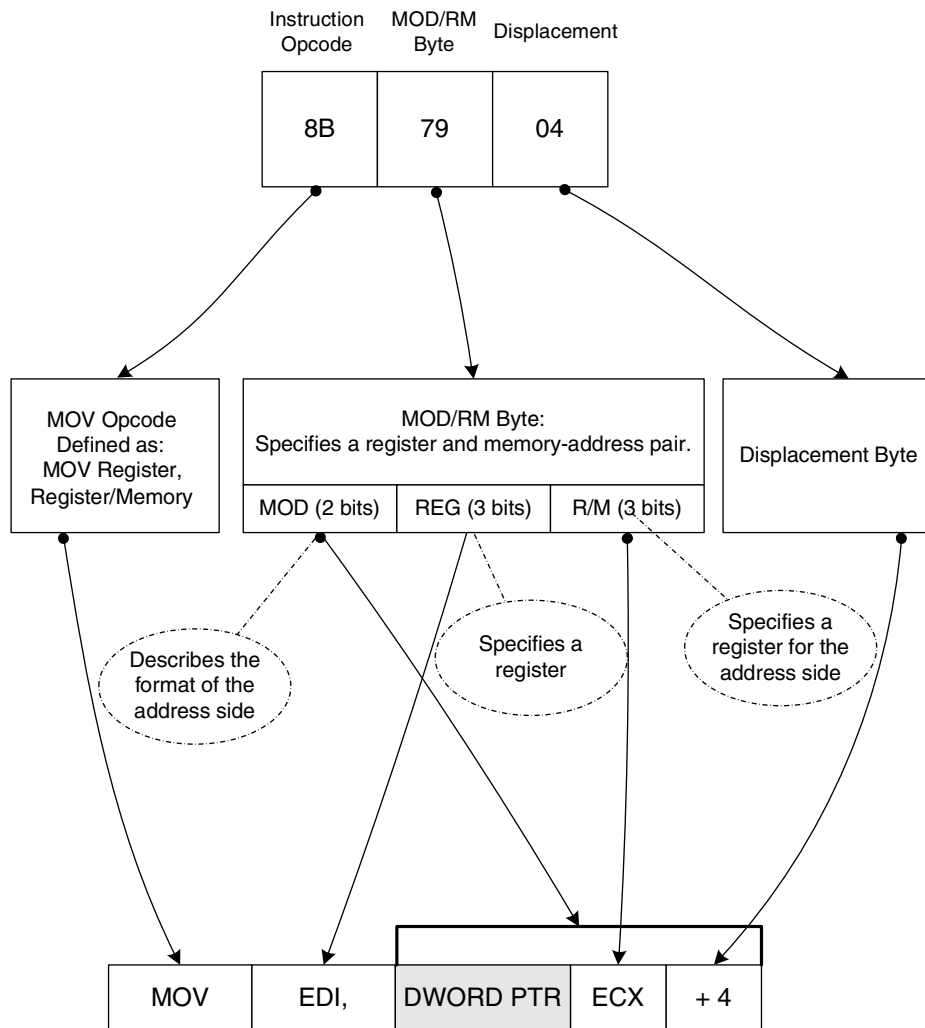 Instruction
Opcode
MOD/RM
Byte
Displacement
8B
79
04
MOV Opcode
Defined as:
MOV Register,
Register/Memory
MOD/RM Byte:
Specifies a register and memory-address pair.
MOD (2 bits)
REG (3 bits)
R/M (3 bits)
Displacement Byte
Describes the
format of the
address side
Specifies a
register
Specifies a
register for the
address side
MOV
EDI,
DWORD PTR
ECX
+ 4